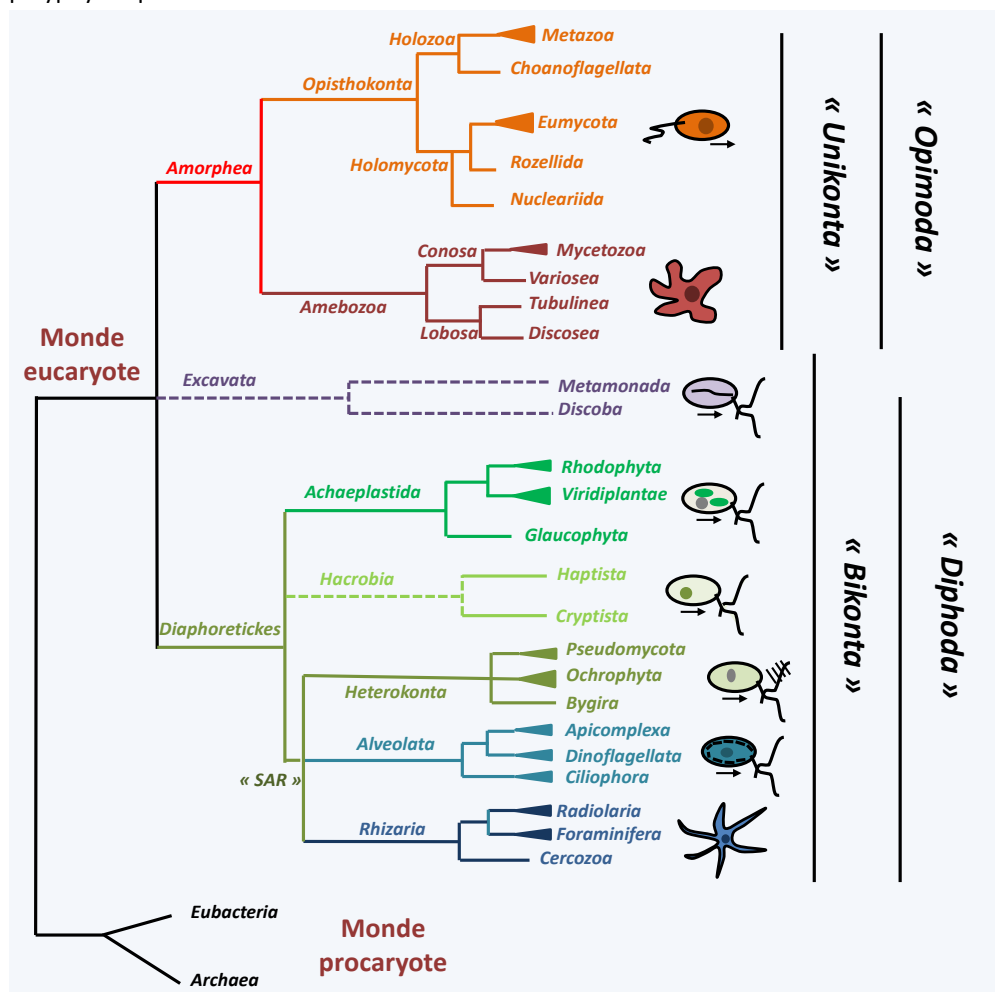 Holozoa
Metazoa
Choanoflagellata
Opisthokonta
Eumycota
Holomycota
Rozellida
Amorphea
Nucleariida
Conosa
Mycetozoa
Variosea
Amebozoa
Tubulinea
Lobosa
Discosea
« Unikonta »
« Opimoda »
Monde
eucaryote
Excavata
Metamonada
Discoba
Achaeplastida
Rhodophyta
Viridiplantae
Glaucophyta
Hacrobia
Haptista
Cryptista
Diaphoretickes
Pseudomycota
Heterokonta
Ochrophyta
Bygira
Alveolata
Apicomplexa
Dinoflagellata
Ciliophora
« SAR »
Rhizaria
Radiolaria
Foraminifera
Cercozoa
« Bikonta »
« Diphoda »
Eubacteria
Archaea
Monde
procaryote